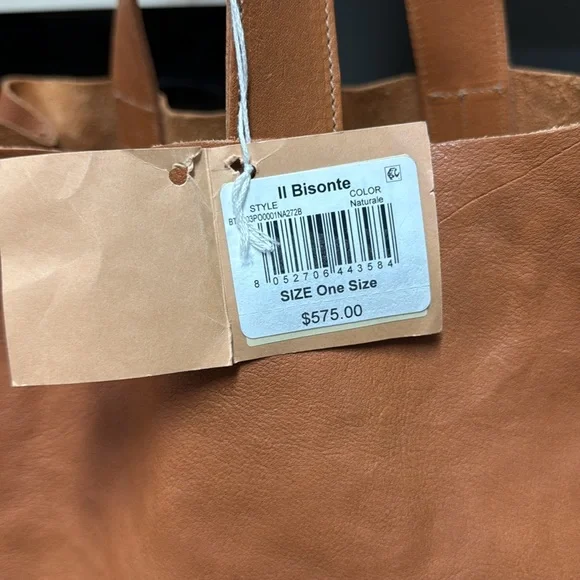 Il Bisonte
STYLE
COLOR
Naturale
8 052706 443584
SIZE One Size
$575.00